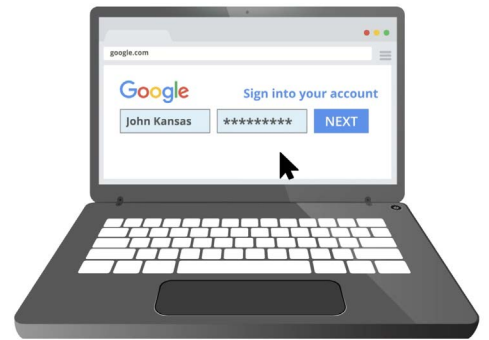 google.com
Google
Sign into your account
John Kansas
*********
NEXT